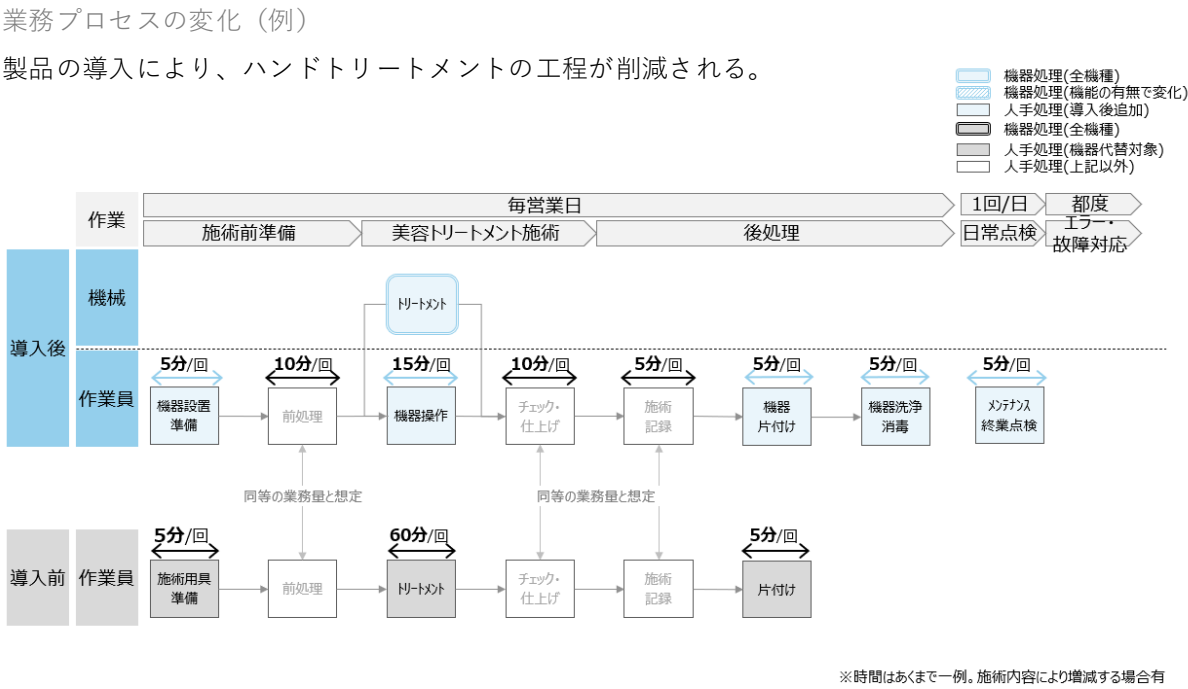 業務プロセスの変化（例）
製品の導入により、ハンドトリートメントの工程が削減される。
機器処理(全機種)
機器処理(機能の有無で変化)
人手処理(導入後追加)
機器処理(全機種)
人手処理(機器代替対象)
人手処理(上記以外)
作業
毎営業日
1回/日
都度
施術前準備
美容トリートメント施術
後処理
日常点検
エラー・
故障対応
導入後
機械
トリートメント
作業員
5分/回
10分/回
15分/回
10分/回
5分/回
5分/回
5分/回
5分/回
機器設置
準備
前処理
機器操作
チェック・
仕上げ
施術
記録
機器
片付け
機器洗浄
消毒
メンテナンス
終業点検
同等の業務量と想定
同等の業務量と想定
導入前
作業員
5分/回
60分/回
5分/回
施術用具
準備
前処理
トリートメント
チェック・
仕上げ
施術
記録
片付け
※時間はあくまで一例。施術内容により増減する場合有